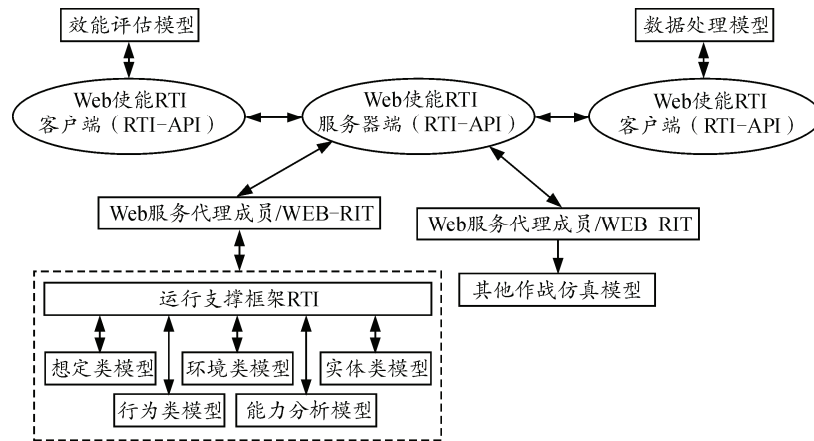 效能评估模型
数据处理模型
Web使能RTI
客户端（RTI-API）
Web使能RTI
服务器端（RTI-API）
Web使能RTI
客户端（RTI-API）
Web服务代理成员/WEB-RIT
Web服务代理成员/WEB RIT
运行支撑框架RTI
其他作战仿真模型
想定类模型
环境类模型
实体类模型
行为类模型
能力分析模型